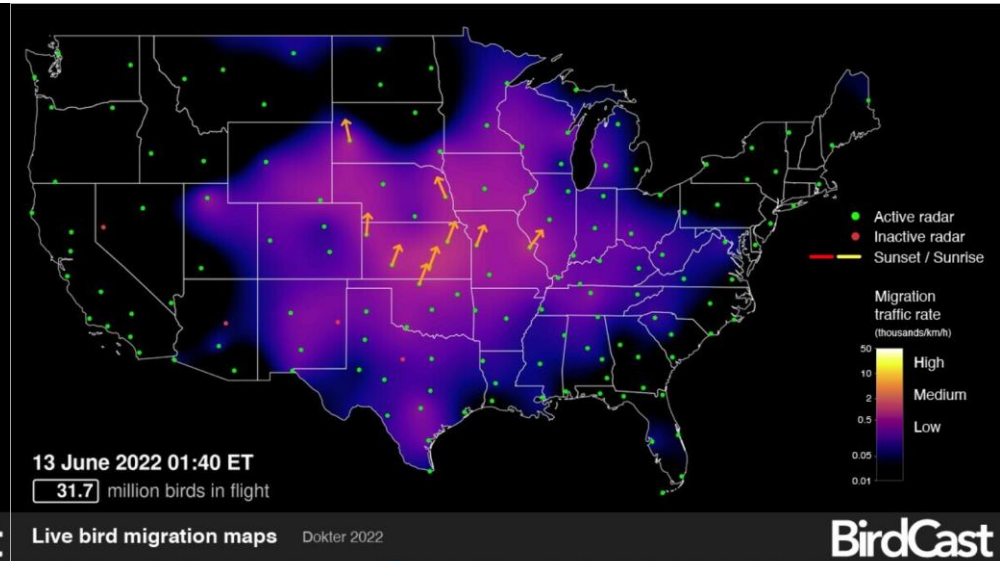 Active radar
Inactive radar
Sunset / Sunrise
Migration
traffic rate
(thousands/km/h)
50
High
10
Medium
2
0.5
Low
0.05
0.01
13 June 2022 01:40 ET
31.7 million birds in flight
Live bird migration maps Dokter 2022
BirdCast